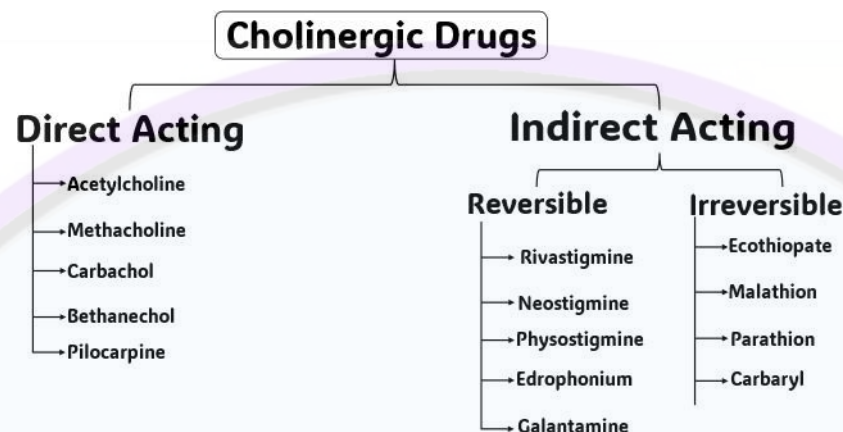 Cholinergic Drugs
Direct Acting
Acetylcholine
Methacholine
Carbachol
Bethanechol
Pilocarpine
Indirect Acting
Reversible
Rivastigmine
Neostigmine
Physostigmine
Edrophonium
Galantamine
Irreversible
Ecothiopate
Malathion
Parathion
Carbaryl